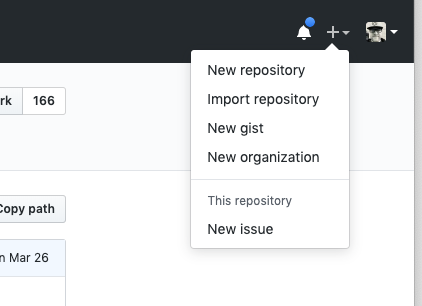 rk 166
New repository
Import repository
New gist
New organization
This repository
New issue
Copy path
n Mar 26